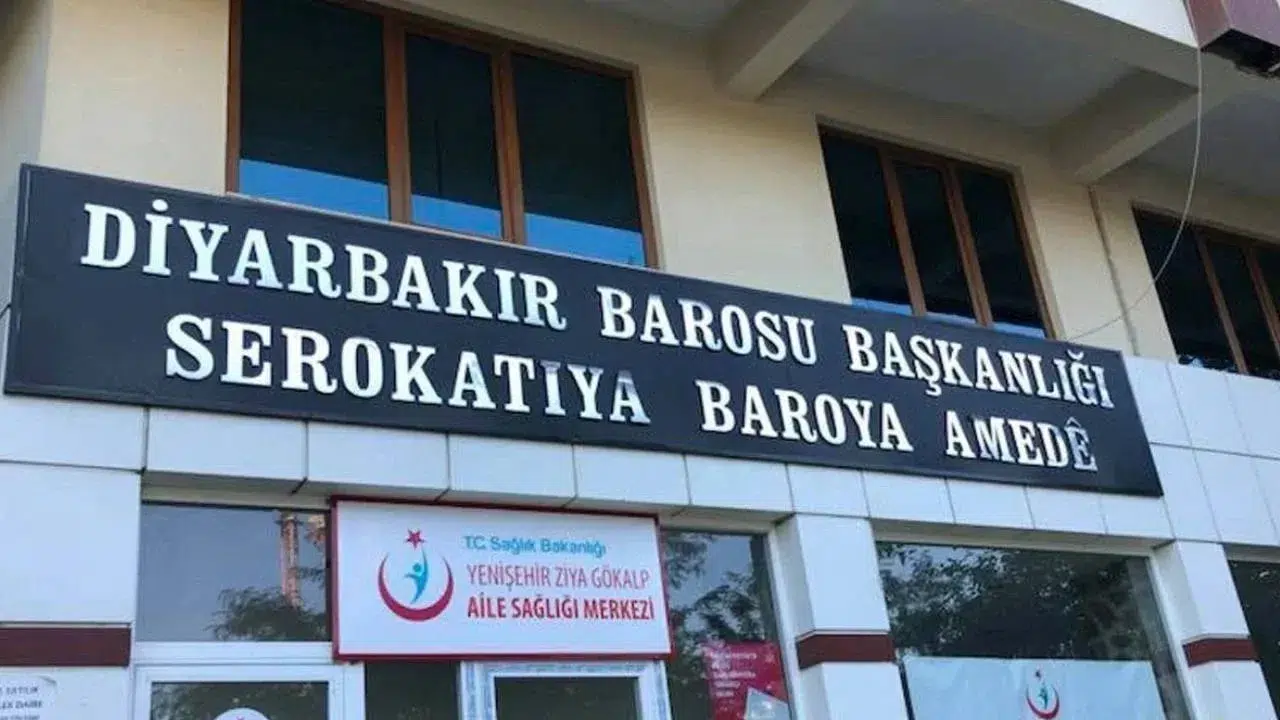 DİYARBAKIR BAROSU BAŞKANLIĞI
SEROKATIYA BAROYA AMEDÊ
T.C. Sağlık Bakanlığı
YENİŞEHİR ZİYA GÖKALP
AİLE SAĞLIĞI MERKEZİ